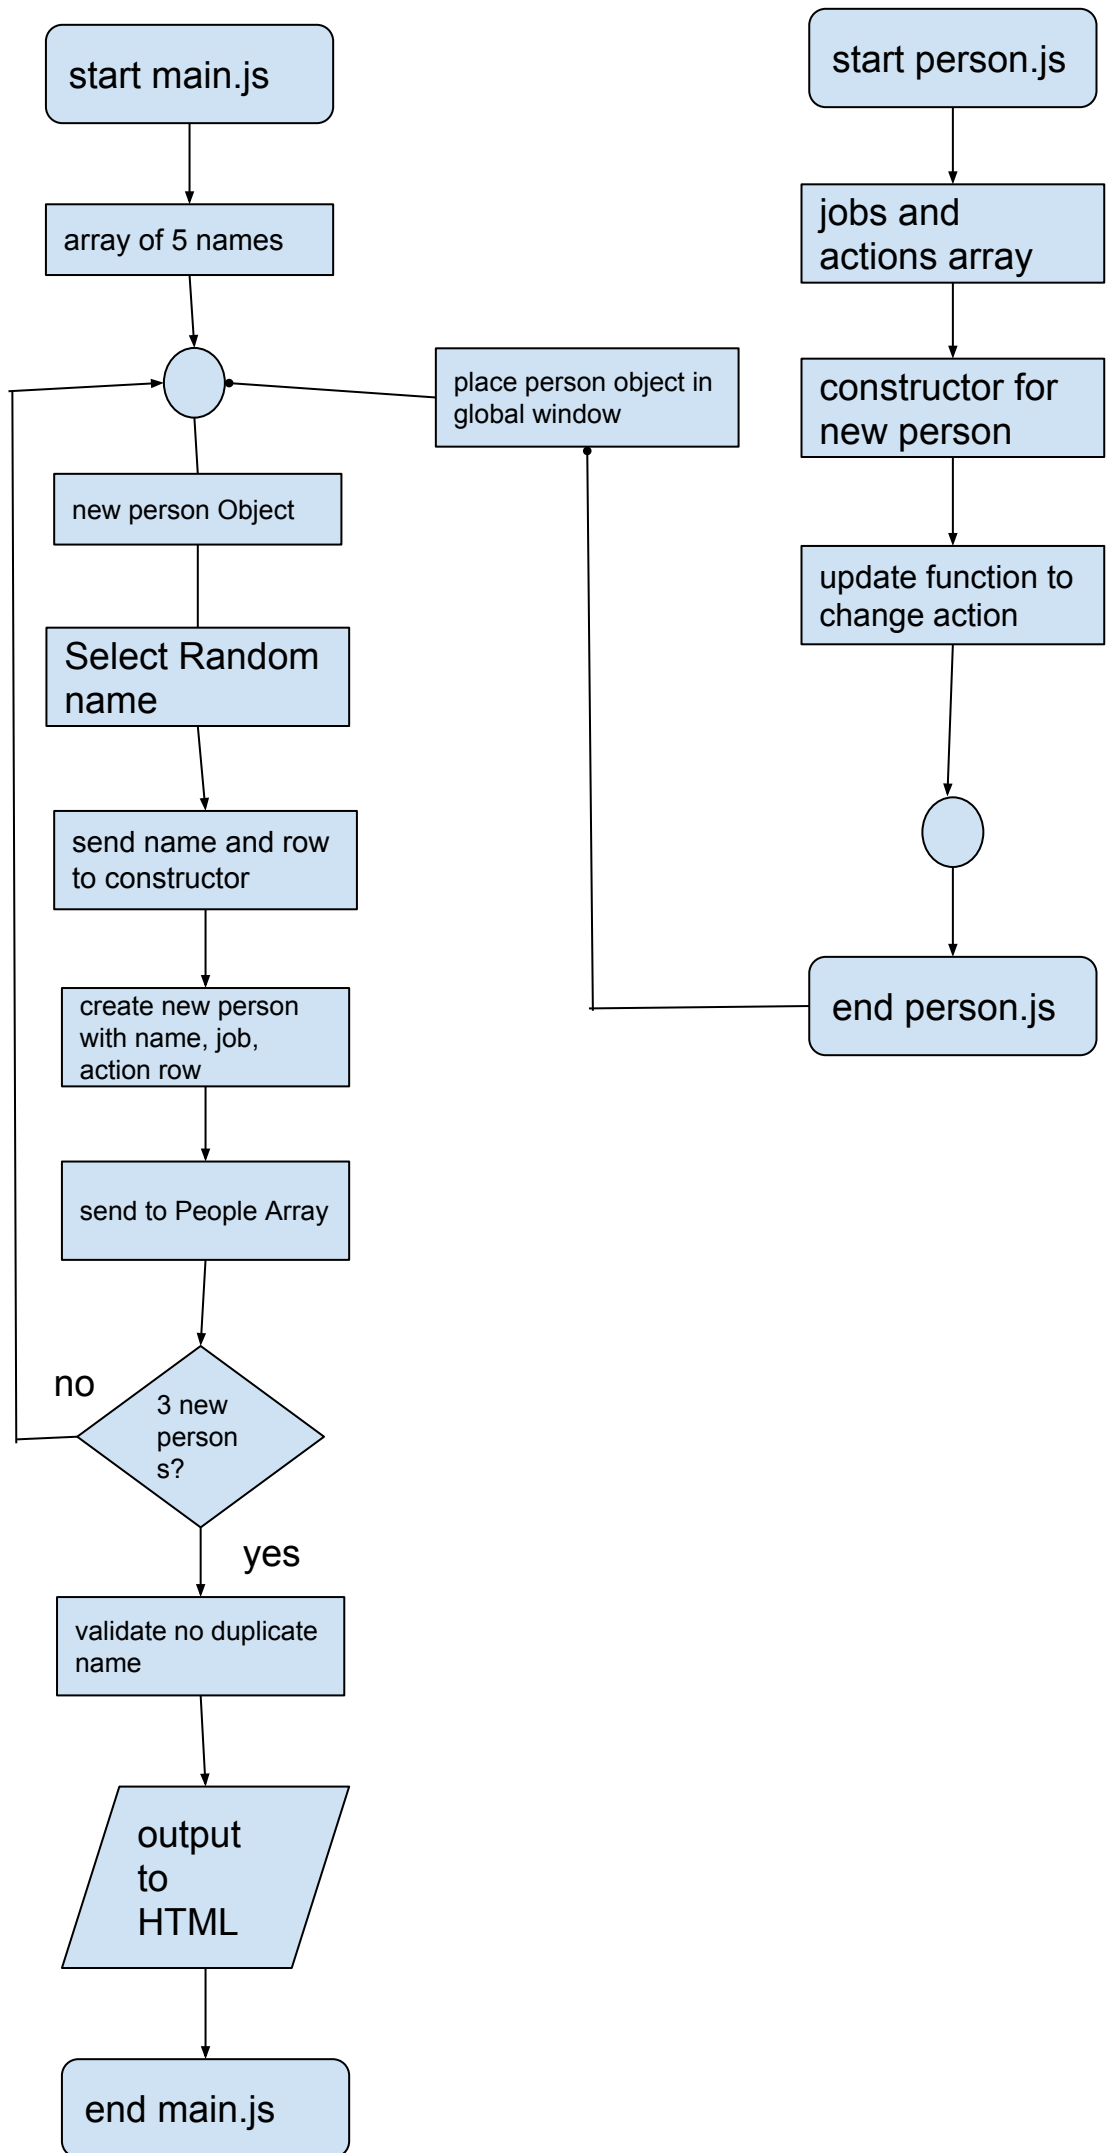 start main.js
array of 5 names
place person object in
global window
new person Object
Select Random
name
send name and row
to constructor
create new person
with name, job,
action row
send to People Array
no
3 new
person
s?
yes
validate no duplicate
name
output
to
HTML
end main.js
start person.js
jobs and
actions array
constructor for
new person
update function to
change action
end person.js